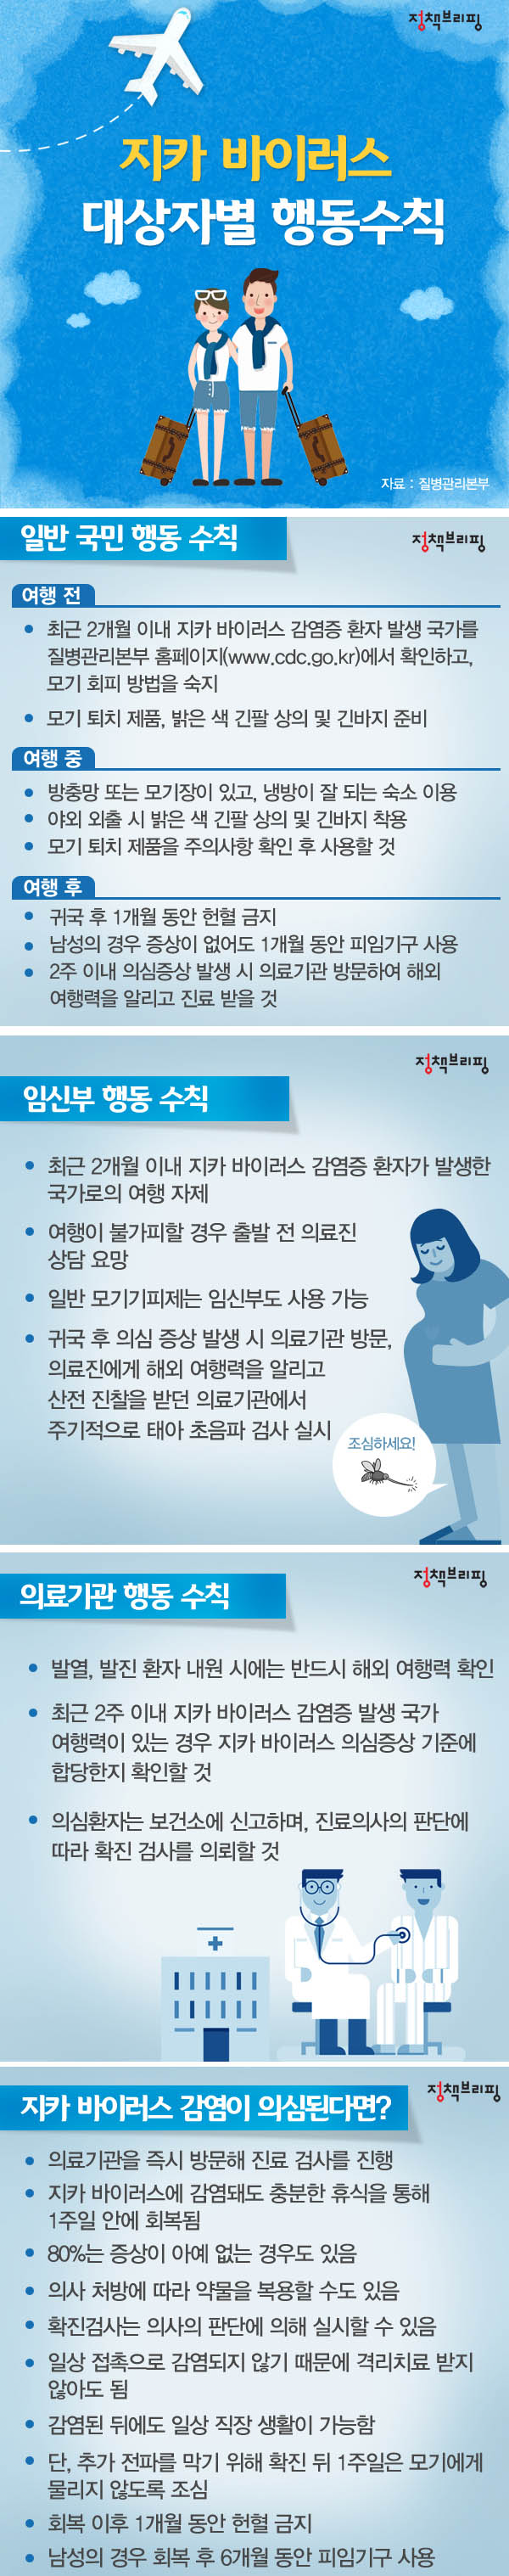 정책브리핑
지카 바이러스
대상자별 행동수칙
자료 : 질병관리본부
일반 국민 행동 수칙
정책브리핑
여행 전
• 최근 2개월 이내 지카 바이러스 감염증 환자 발생 국가를
질병관리본부 홈페이지(www.cdc.go.kr)에서 확인하고,
모기 회피 방법을 숙지
• 모기 퇴치 제품, 밝은 색 긴팔 상의 및 긴바지 준비
여행 중
• 방충망 또는 모기장이 있고, 냉방이 잘 되는 숙소 이용
• 야외 외출 시 밝은 색 긴팔 상의 및 긴바지 착용
• 모기 퇴치 제품을 주의사항 확인 후 사용할 것
여행 후
• 귀국 후 1개월 동안 헌혈 금지
• 남성의 경우 증상이 없어도 1개월 동안 피임기구 사용
• 2주 이내 의심증상 발생 시 의료기관 방문하여 해외
여행력을 알리고 진료 받을 것
정책브리핑
임신부 행동 수칙
• 최근 2개월 이내 지카 바이러스 감염증 환자가 발생한
국가로의 여행 자제
• 여행이 불가피할 경우 출발 전 의료진
상담 요망
• 일반 모기기피제는 임신부도 사용 가능
• 귀국 후 의심 증상 발생 시 의료기관 방문,
의료진에게 해외 여행력을 알리고
산전 진찰을 받던 의료기관에서
주기적으로 태아 초음파 검사 실시
조심하세요!
정책브리핑
의료기관 행동 수칙
• 발열, 발진 환자 내원 시에는 반드시 해외 여행력 확인
• 최근 2주 이내 지카 바이러스 감염증 발생 국가
여행력이 있는 경우 지카 바이러스 의심증상 기준에
합당한지 확인할 것
• 의심환자는 보건소에 신고하며, 진료의사의 판단에
따라 확진 검사를 의뢰할 것
정책브리핑
지카 바이러스 감염이 의심된다면?
• 의료기관을 즉시 방문해 진료 검사를 진행
• 지카 바이러스에 감염돼도 충분한 휴식을 통해
1주일 안에 회복됨
• 80%는 증상이 아예 없는 경우도 있음
• 의사 처방에 따라 약물을 복용할 수도 있음
• 확진검사는 의사의 판단에 의해 실시할 수 있음
• 일상 접촉으로 감염되지 않기 때문에 격리치료 받지
않아도 됨
• 감염된 뒤에도 일상 직장 생활이 가능함
• 단, 추가 전파를 막기 위해 확진 뒤 1주일은 모기에게
물리지 않도록 조심
• 회복 이후 1개월 동안 헌혈 금지
• 남성의 경우 회복 후 6개월 동안 피임기구 사용